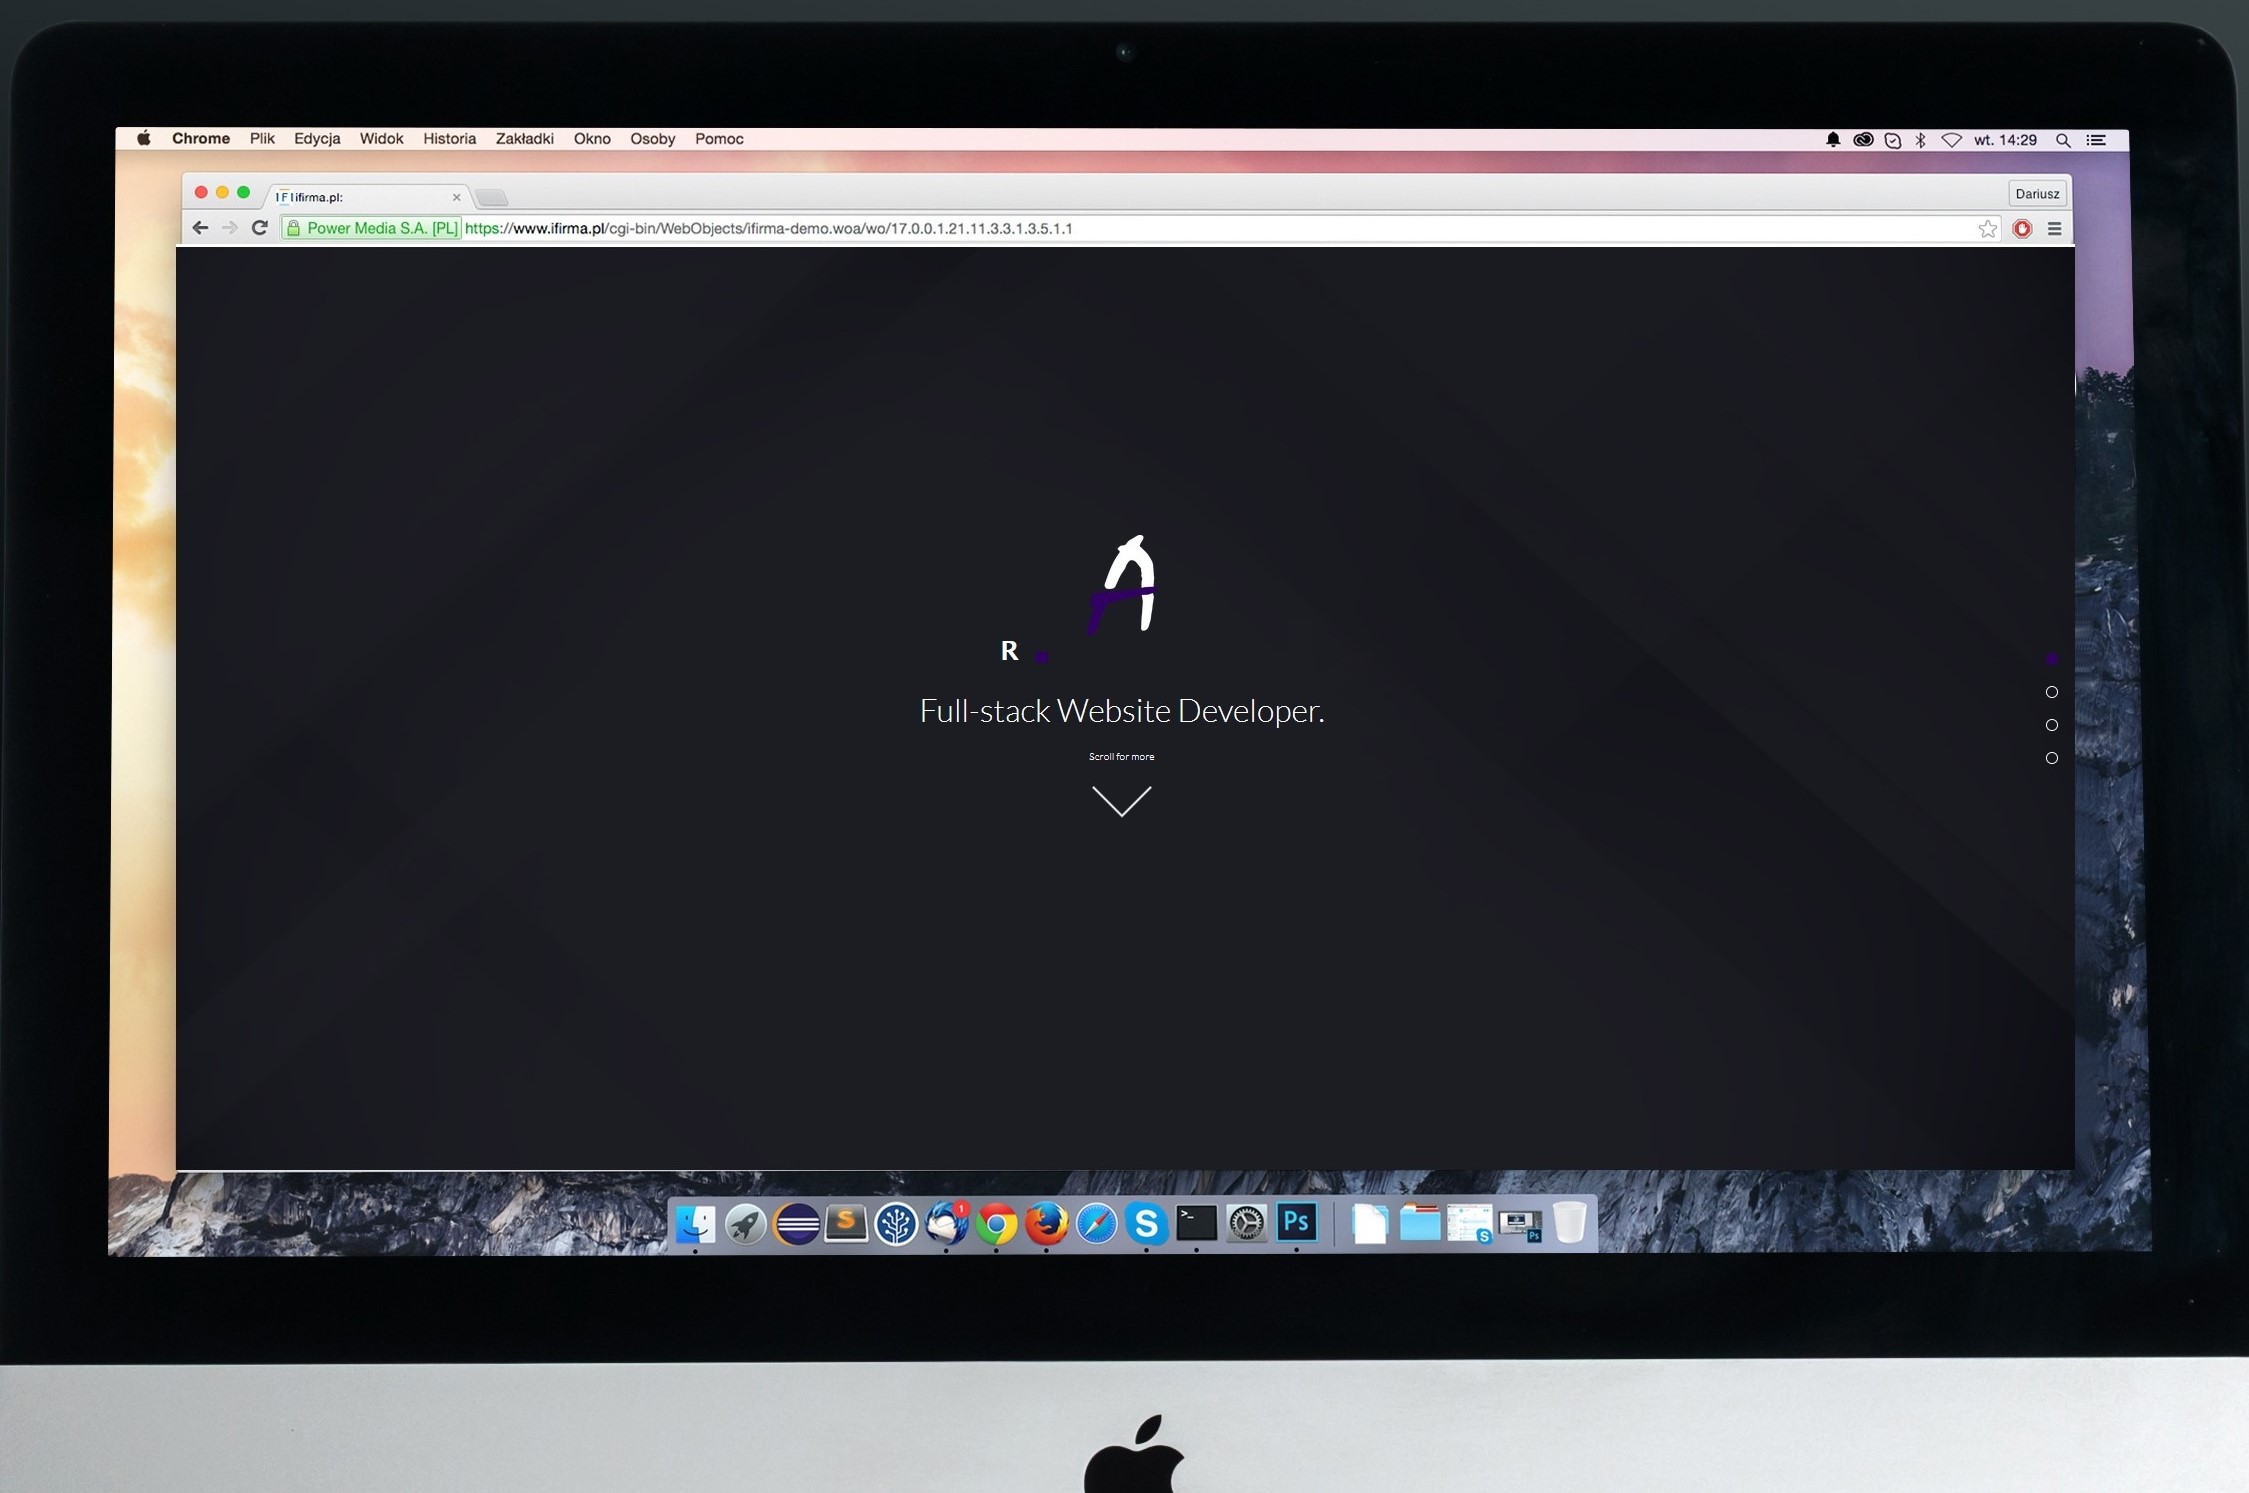 Chrome Plik Edycja Widok Historia Zakładki Okno Osoby Pomoc wt. 14:29
ifirma.pl: Dariusz
Power Media S.A. [PL] https://www.ifirma.pl/cgi-bin/WebObjects/ifirma-demo.woa/wo/17.0.0.1.21.11.3.3.1.3.5.1.1
A
R .
Full-stack Website Developer.
Scroll for more
1 S S >_ Ps S Ps